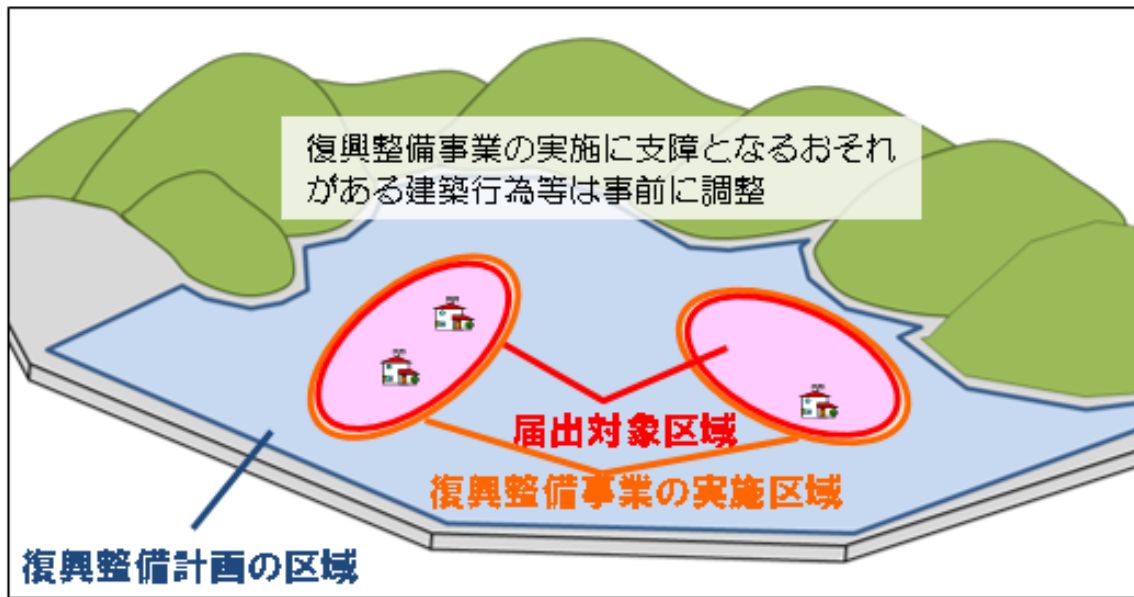 復興整備事業の実施に支障となるおそれ
がある建築行為等は事前に調整
届出対象区域
復興整備事業の実施区域
復興整備計画の区域